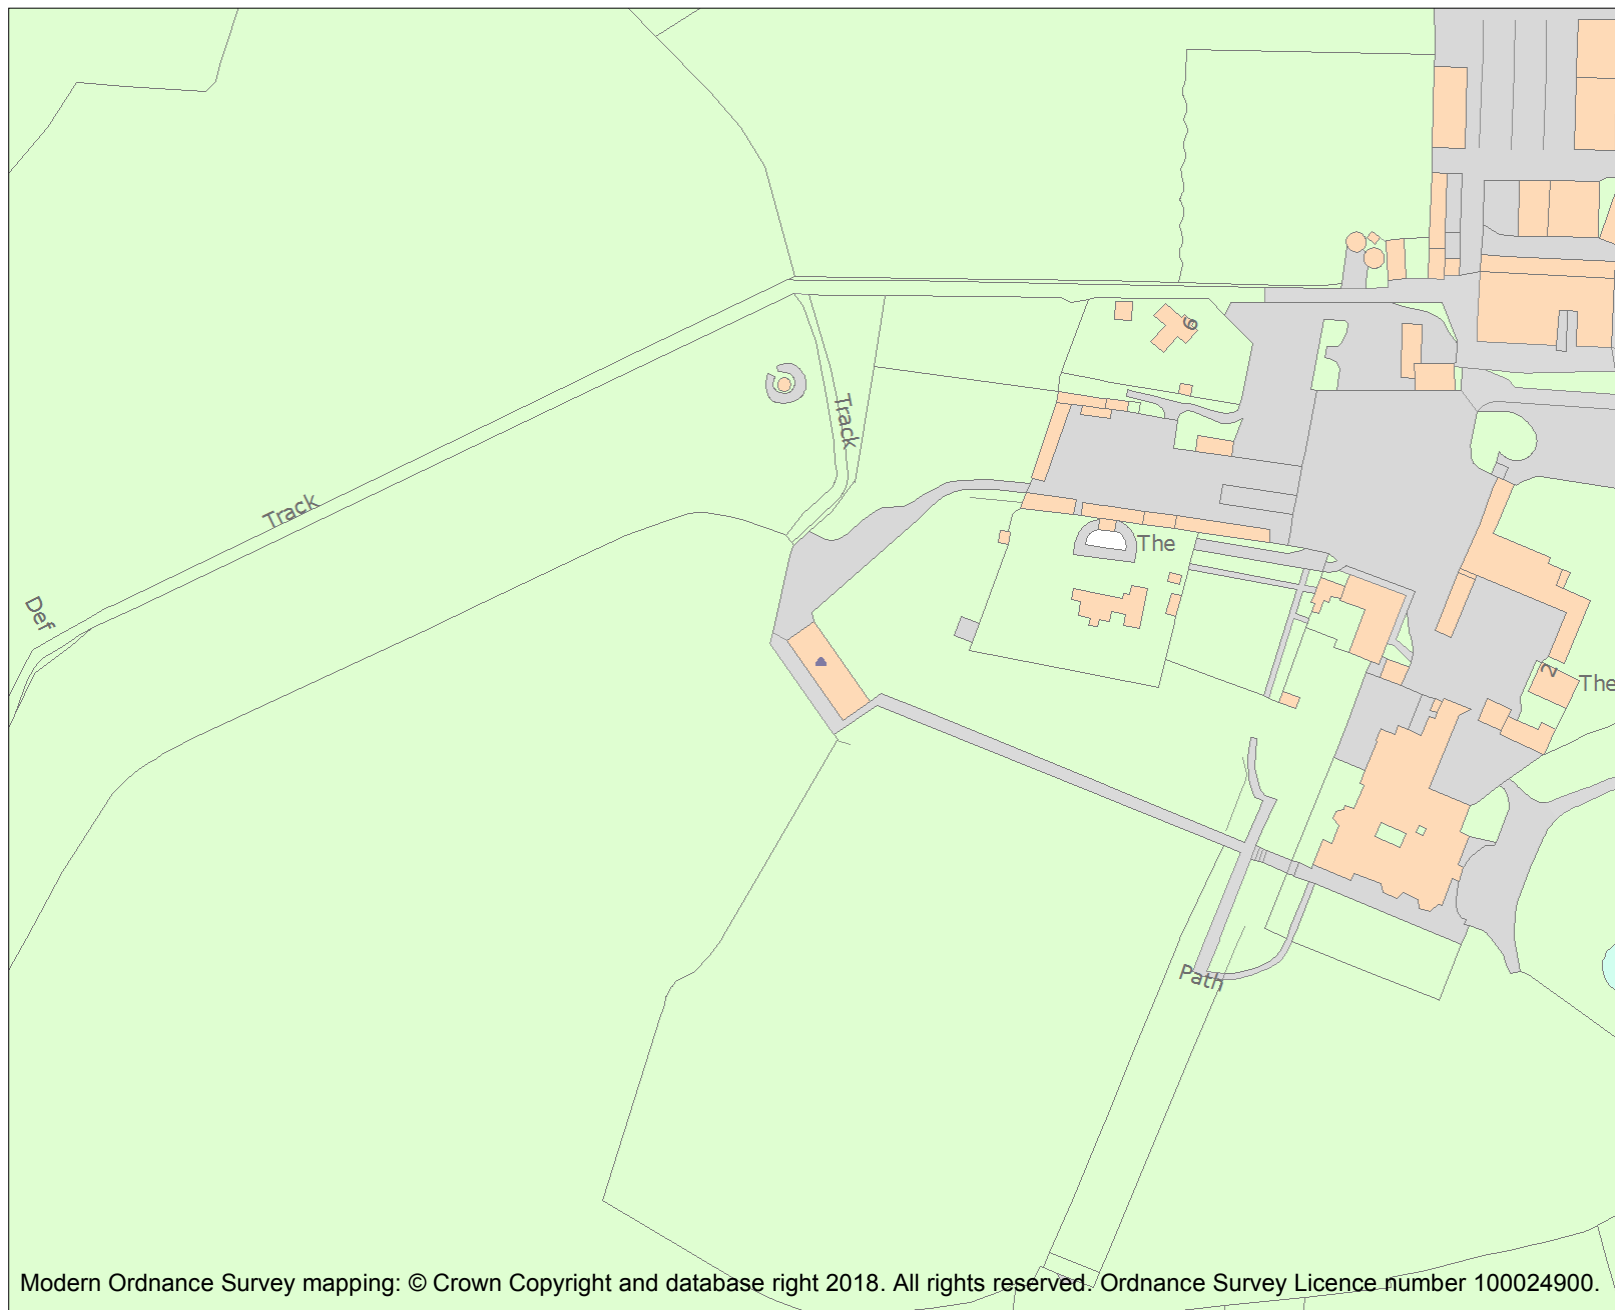 6
Track
Track
The
Def
2
The
Path
Modern Ordnance Survey mapping: © Crown Copyright and database right 2018. All rights reserved. Ordnance Survey Licence number 100024900.